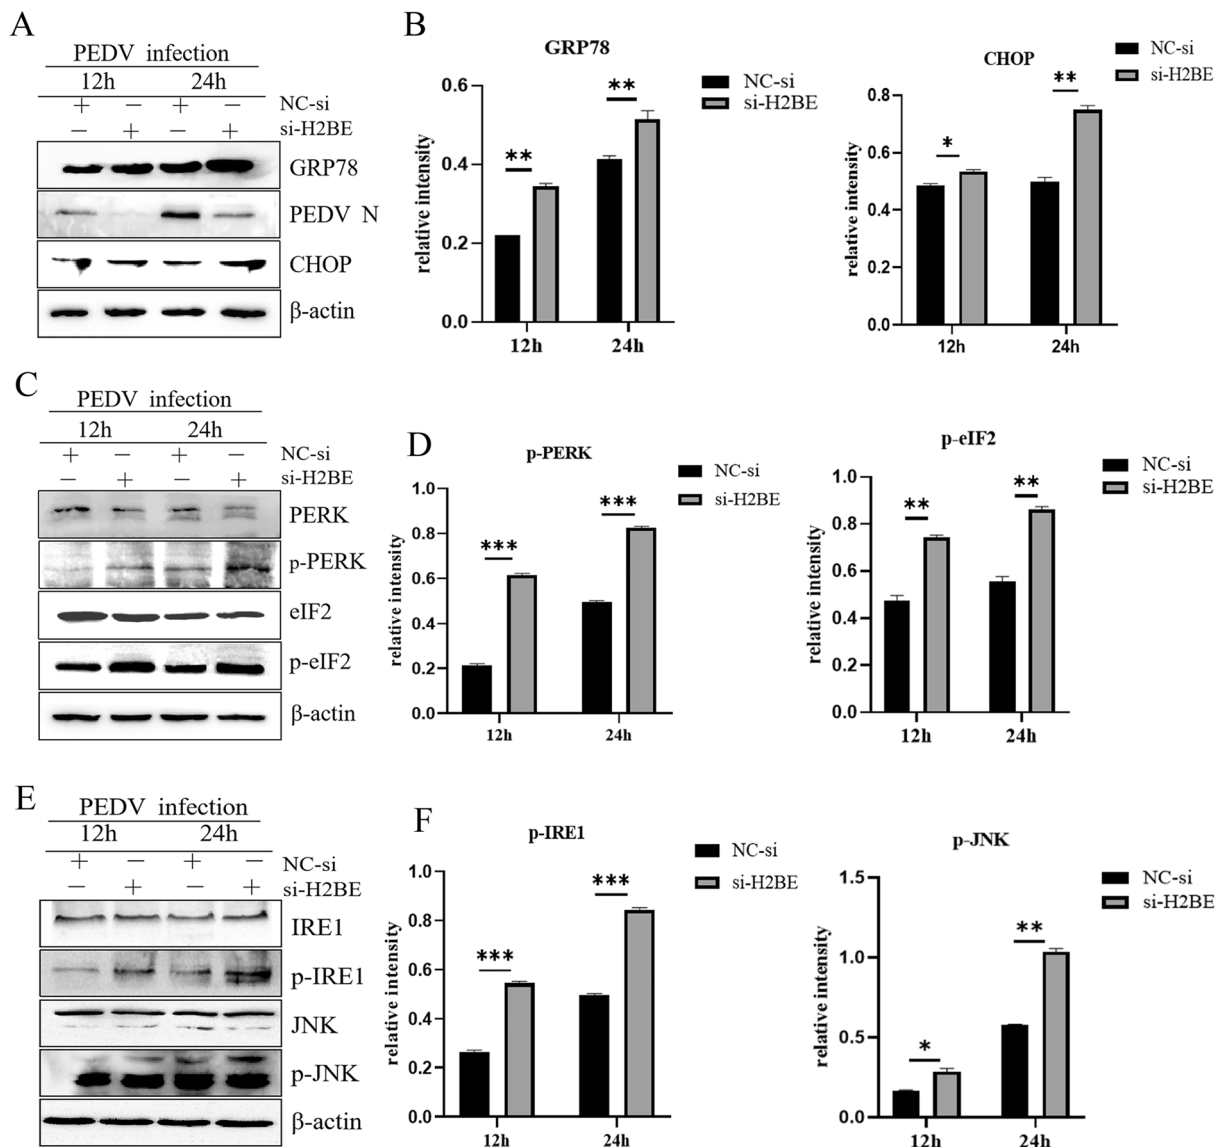 A
PEDV infection
12h 24h
+ − + − NC-si
− + − + si-H2BE
GRP78
PEDV N
CHOP
β-actin
B
GRP78
NC-si
si-H2BE
**
**
relative intensity
0.6
0.4
0.2
0.0
12h 24h
CHOP
NC-si
si-H2BE
*
**
relative intensity
0.8
0.6
0.4
0.2
0.0
12h 24h
C
PEDV infection
12h 24h
+ − + − NC-si
− + − + si-H2BE
PERK
p-PERK
eIF2
p-eIF2
β-actin
D
p-PERK
NC-si
si-H2BE
***
***
relative intensity
1.0
0.8
0.6
0.4
0.2
0.0
12h 24h
p-eIF2
NC-si
si-H2BE
**
**
relative intensity
1.0
0.8
0.6
0.4
0.2
0.0
12h 24h
E
PEDV infection
12h 24h
+ − + − NC-si
− + − + si-H2BE
IRE1
p-IRE1
JNK
p-JNK
β-actin
F
p-IRE1
NC-si
si-H2BE
***
***
relative intensity
1.0
0.8
0.6
0.4
0.2
0.0
12h 24h
p-JNK
NC-si
si-H2BE
*
**
relative intensity
1.5
1.0
0.5
0.0
12h 24h